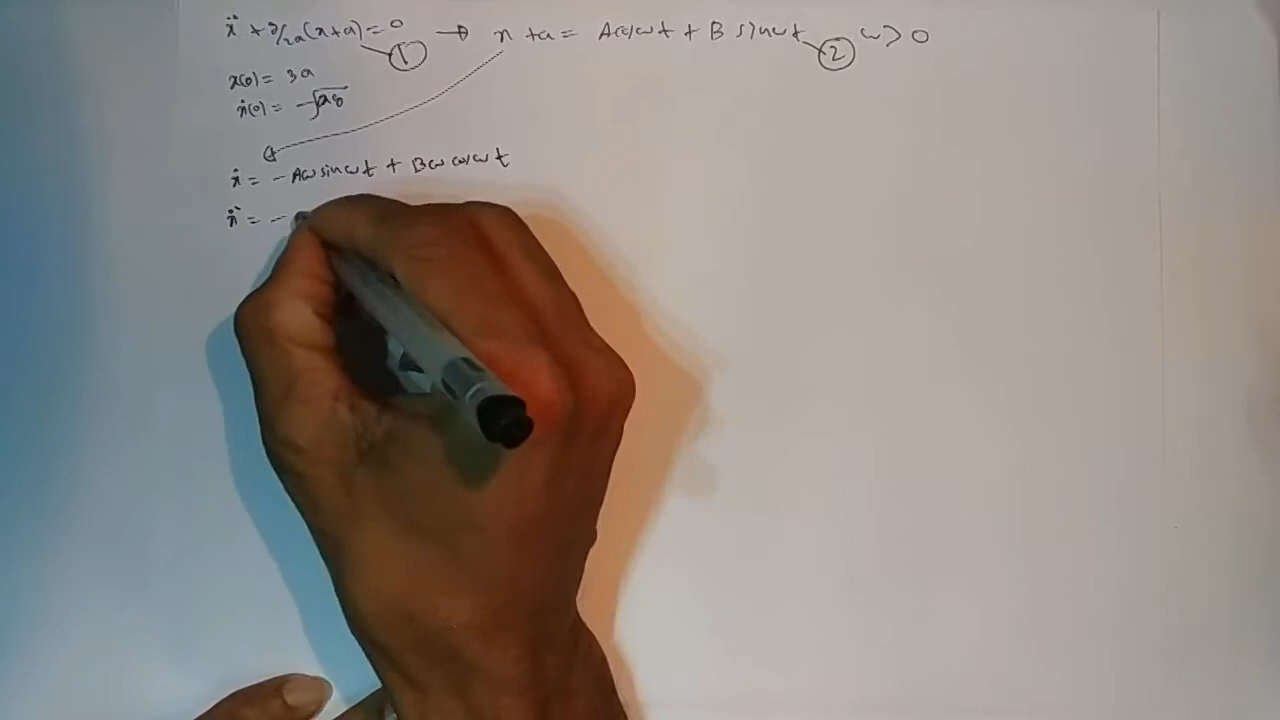 ẍ + g/2a(x+a) = 0 ① → x + a = A cos ωt + B sin ωt ② ω > 0
x(0) = 3a
ẋ(0) = -√ag
ẋ = - Aω sin ωt + Bω cos ωt
ẍ = -